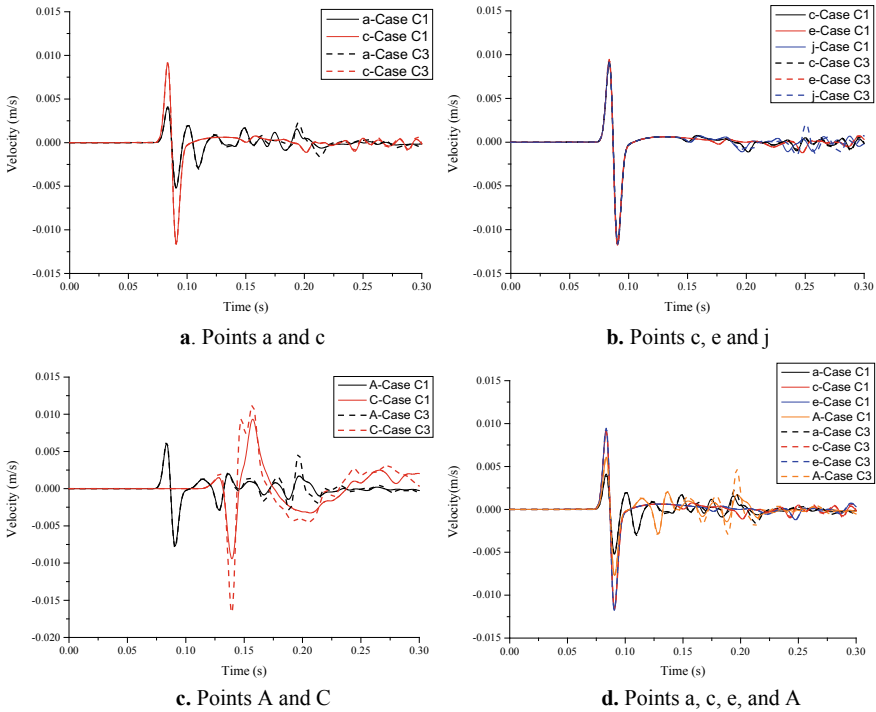 a-Case C1
c-Case C1
a-Case C3
c-Case C3
0.015
0.010
0.005
0.000
-0.005
-0.010
-0.015
Velocity (m/s)
0.00 0.05 0.10 0.15 0.20 0.25 0.30
Time (s)
a. Points a and c
c-Case C1
e-Case C1
j-Case C1
c-Case C3
e-Case C3
j-Case C3
0.015
0.010
0.005
0.000
-0.005
-0.010
-0.015
Velocity (m/s)
0.00 0.05 0.10 0.15 0.20 0.25 0.30
Time (s)
b. Points c, e and j
A-Case C1
C-Case C1
A-Case C3
C-Case C3
0.015
0.010
0.005
0.000
-0.005
-0.010
-0.015
-0.020
Velocity (m/s)
0.00 0.05 0.10 0.15 0.20 0.25 0.30
Time (s)
c. Points A and C
a-Case C1
c-Case C1
e-Case C1
A-Case C1
a-Case C3
c-Case C3
e-Case C3
A-Case C3
0.015
0.010
0.005
0.000
-0.005
-0.010
-0.015
Velocity(m/s)
0.00 0.05 0.10 0.15 0.20 0.25 0.30
Time (s)
d. Points a, c, e, and A